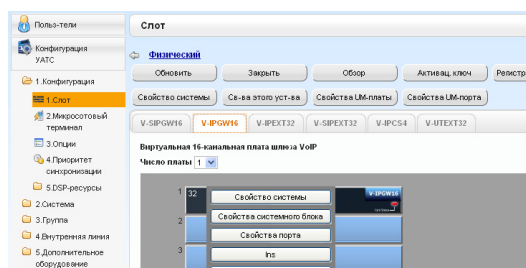 Польз-тели
Слот
Конфигурация
УАТС
Физический
Обновить
Закрыть
Обзор
Активац. ключ
Регистр
1.Конфигурация
1.Слот
Свойство системы
Св-ва этого уст-ва
Свойства UM-платы
Свойства UM-порта
2.Микросотовый
терминал
V-SIPGW16
V-IPGW16
V-IPEXT32
V-SIPEXT32
V-IPCS4
V-UTEXT32
3.Опции
4.Приоритет
синхронизации
Виртуальная 16-канальная плата шлюза VoIP
Число платы 1
5.DSP-ресурсы
2.Система
3.Группа
4.Внутренняя линия
5.Дополнительное
оборудование
1
32
Свойство системы
V-IPGW16
2
Свойства системного блока
Свойства порта
3
Ins